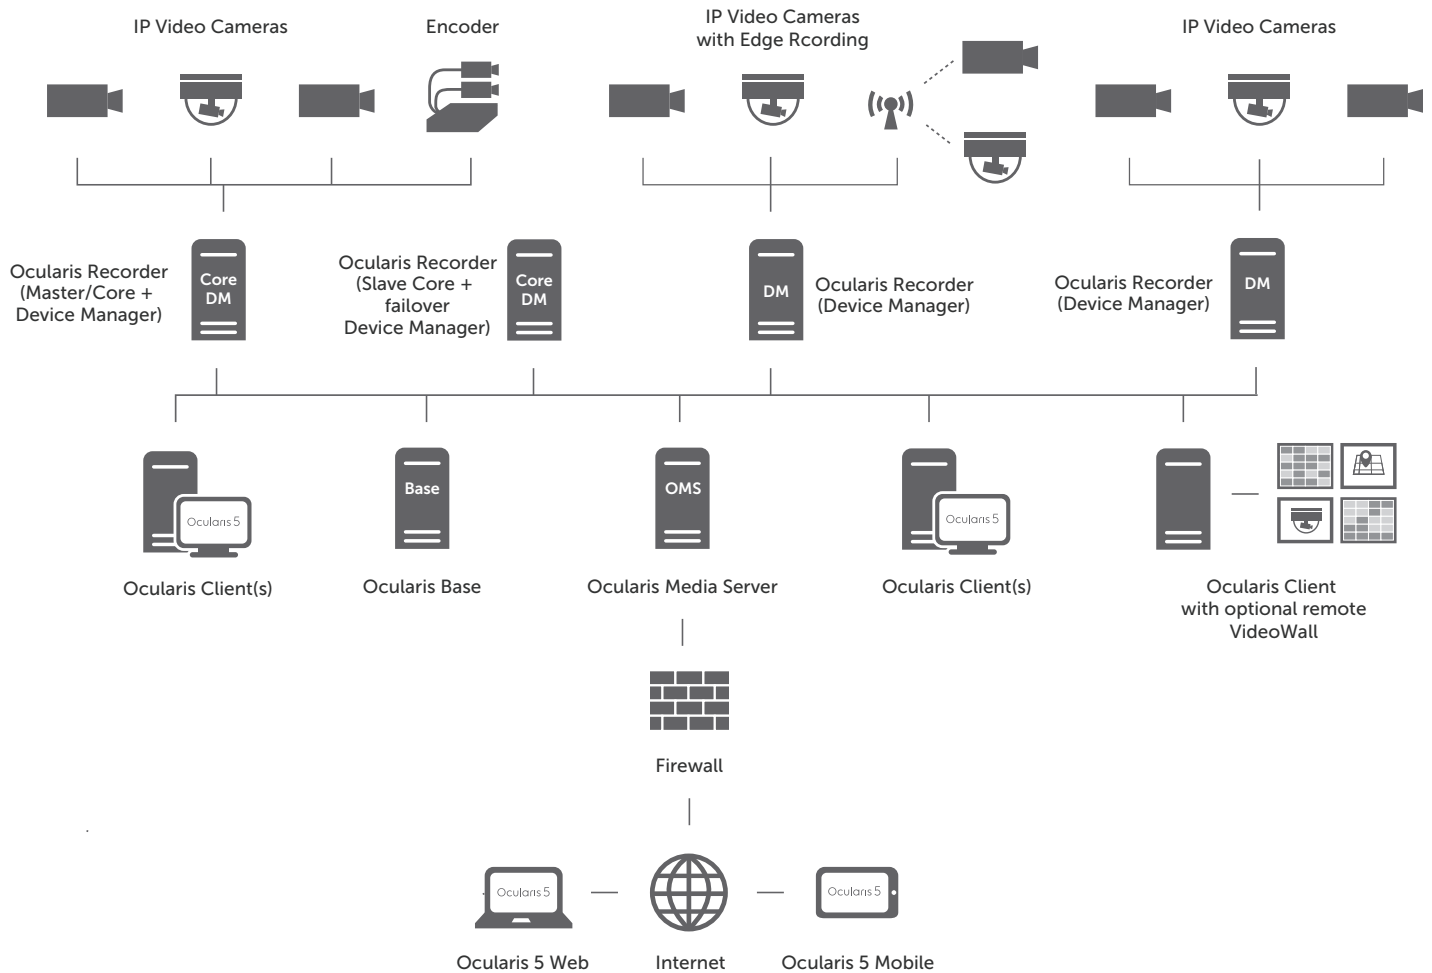 IP Video Cameras
Encoder
IP Video Cameras
with Edge Rcording
IP Video Cameras
Ocularis Recorder
(Master/Core +
Device Manager)
Core
DM
Ocularis Recorder
(Slave Core +
failover
Device Manager)
Core
DM
DM
Ocularis Recorder
(Device Manager)
Ocularis Recorder
(Device Manager)
DM
Ocularis 5
Base
OMS
Ocularis 5
Ocularis Client(s)
Ocularis Base
Ocularis Media Server
Ocularis Client(s)
Ocularis Client
with optional remote
VideoWall
Firewall
Ocularis 5
Ocularis 5
Ocularis 5 Web
Internet
Ocularis 5 Mobile